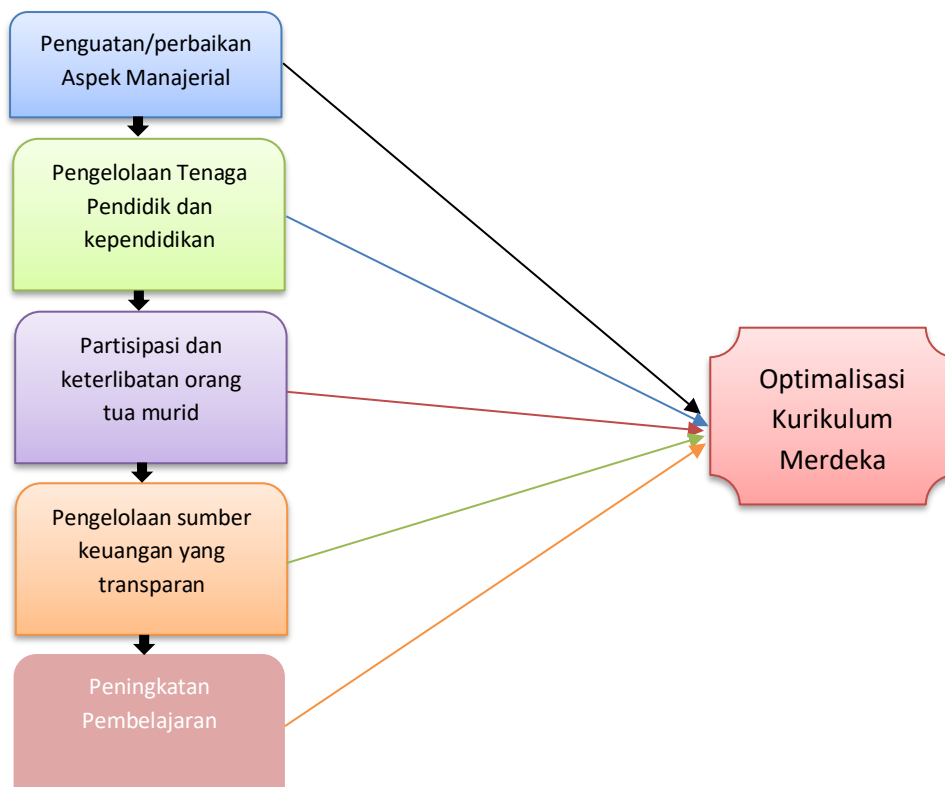 Penguatan/perbaikan
Aspek Manajerial
Pengelolaan Tenaga
Pendidik dan
kependidikan
Partisipasi dan
keterlibatan orang
tua murid
Pengelolaan sumber
keuangan yang
transparan
Peningkatan
Pembelajaran
Optimalisasi
Kurikulum
Merdeka